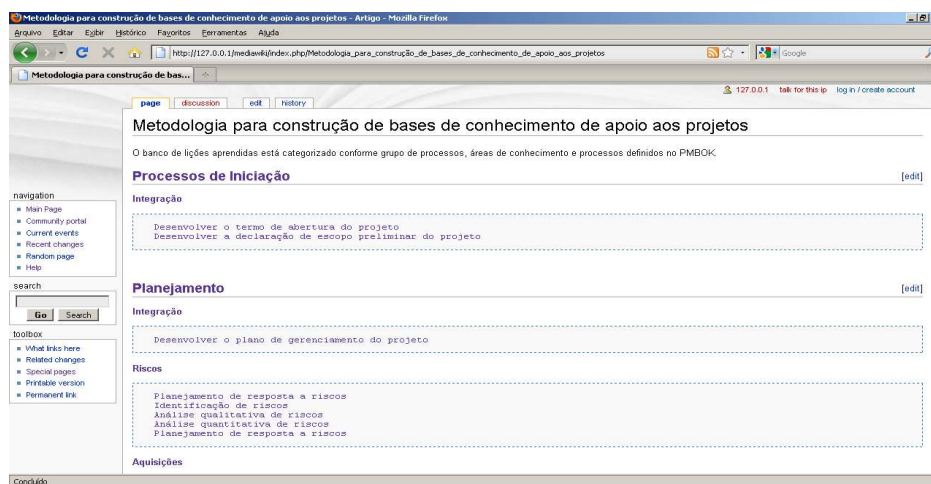 Metodologia para construção de bases de conhecimento de apoio aos projetos - Artigo - Mozilla Firefox
Arquivo Editar Exibir Histórico Favoritos Ferramentas Ajuda
http://127.0.0.1/mediawiki/index.php/Metodologia_para_construção_de_bases_de_conhecimento_de_apoio_aos_projetos
Google
Metodologia para construção de bas...
127.0.0.1 talk for this ip log in / create account
page discussion edit history
Metodologia para construção de bases de conhecimento de apoio aos projetos
O banco de lições aprendidas está categorizado conforme grupo de processos, áreas de conhecimento e processos definidos no PMBOK.
Processos de Iniciação [edit]
Integração
Desenvolver o termo de abertura do projeto
Desenvolver a declaração de escopo preliminar do projeto
Planejamento [edit]
Integração
Desenvolver o plano de gerenciamento do projeto
Riscos
Planejamento de resposta a riscos
Identificação de riscos
Análise qualitativa de riscos
Análise quantitativa de riscos
Planejamento de resposta a riscos
Aquisições
navigation
Main Page
Community portal
Current events
Recent changes
Random page
Help
search
Go Search
toolbox
What links here
Related changes
Special pages
Printable version
Permanent link
Concluído